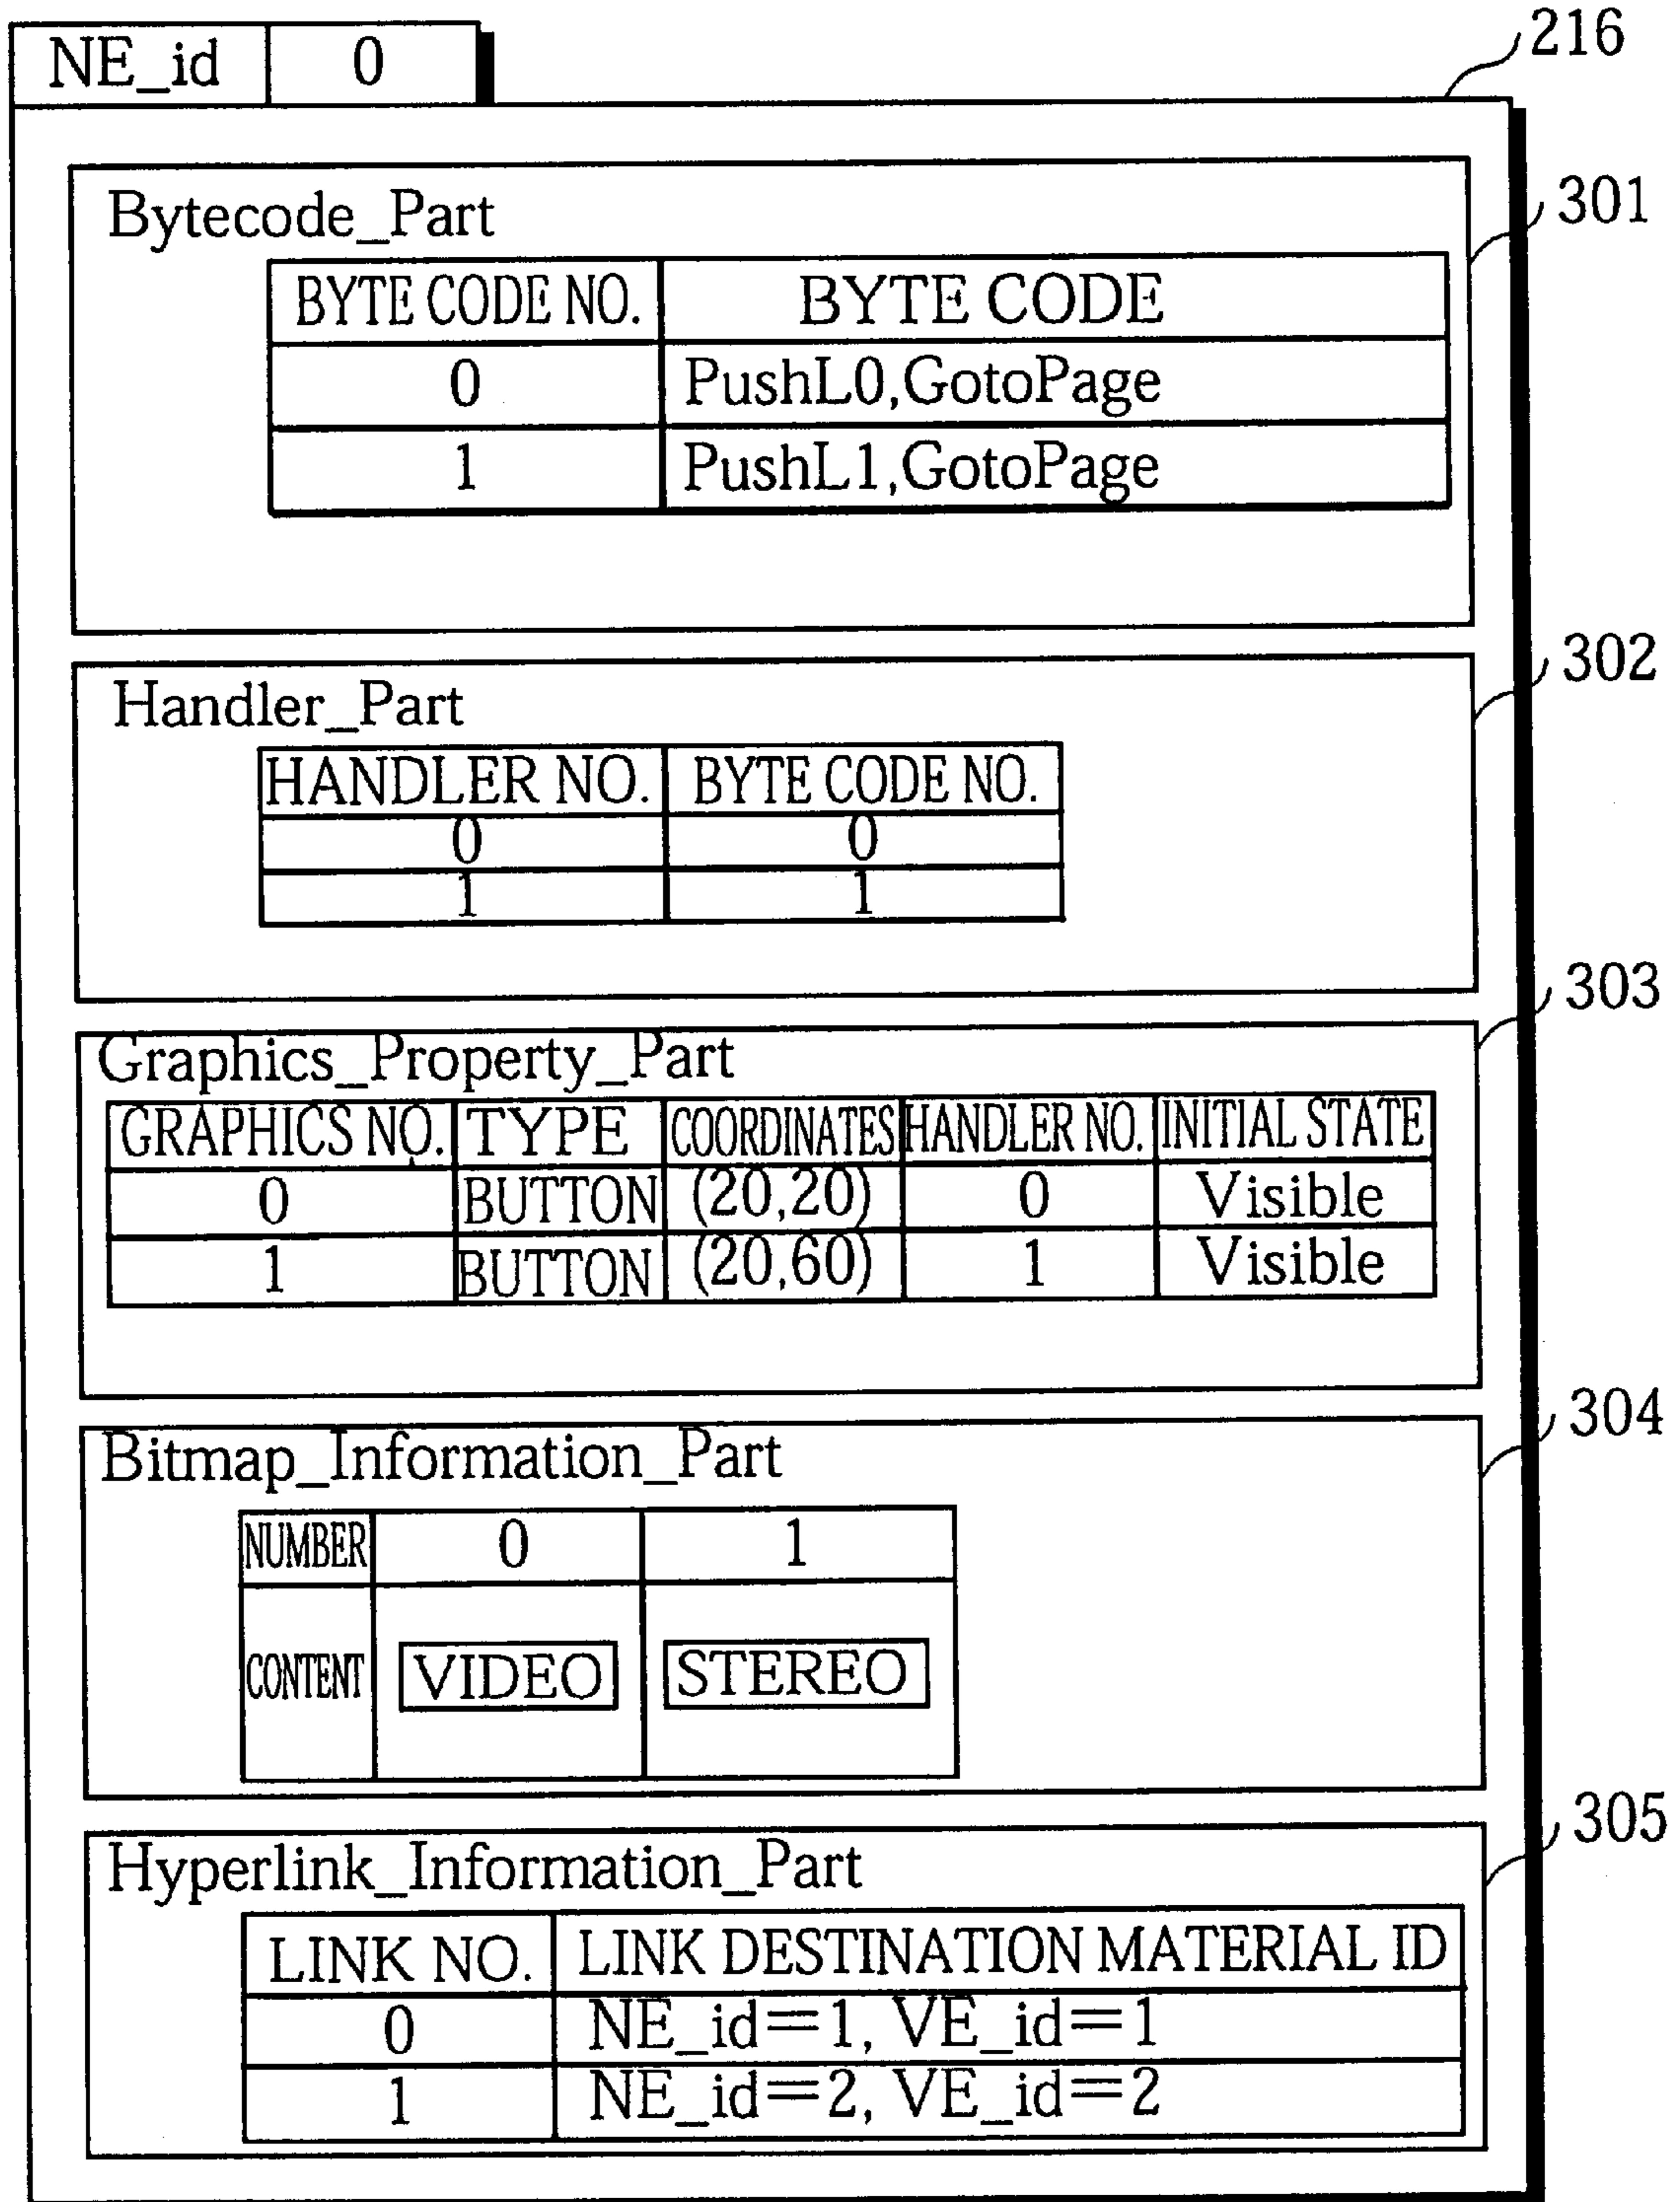 216
NE_id 0
301
Bytecode_Part
BYTE CODE NO. BYTE CODE
0 PushL0,GotoPage
1 PushL1,GotoPage
302
Handler_Part
HANDLER NO. BYTE CODE NO.
0 0
1 1
303
Graphics_Property_Part
GRAPHICS NO. TYPE COORDINATES HANDLER NO. INITIAL STATE
0 BUTTON (20,20) 0 Visible
1 BUTTON (20,60) 1 Visible
304
Bitmap_Information_Part
NUMBER 0 1
CONTENT VIDEO STEREO
305
Hyperlink_Information_Part
LINK NO. LINK DESTINATION MATERIAL ID
0 NE_id=1, VE_id=1
1 NE_id=2, VE_id=2